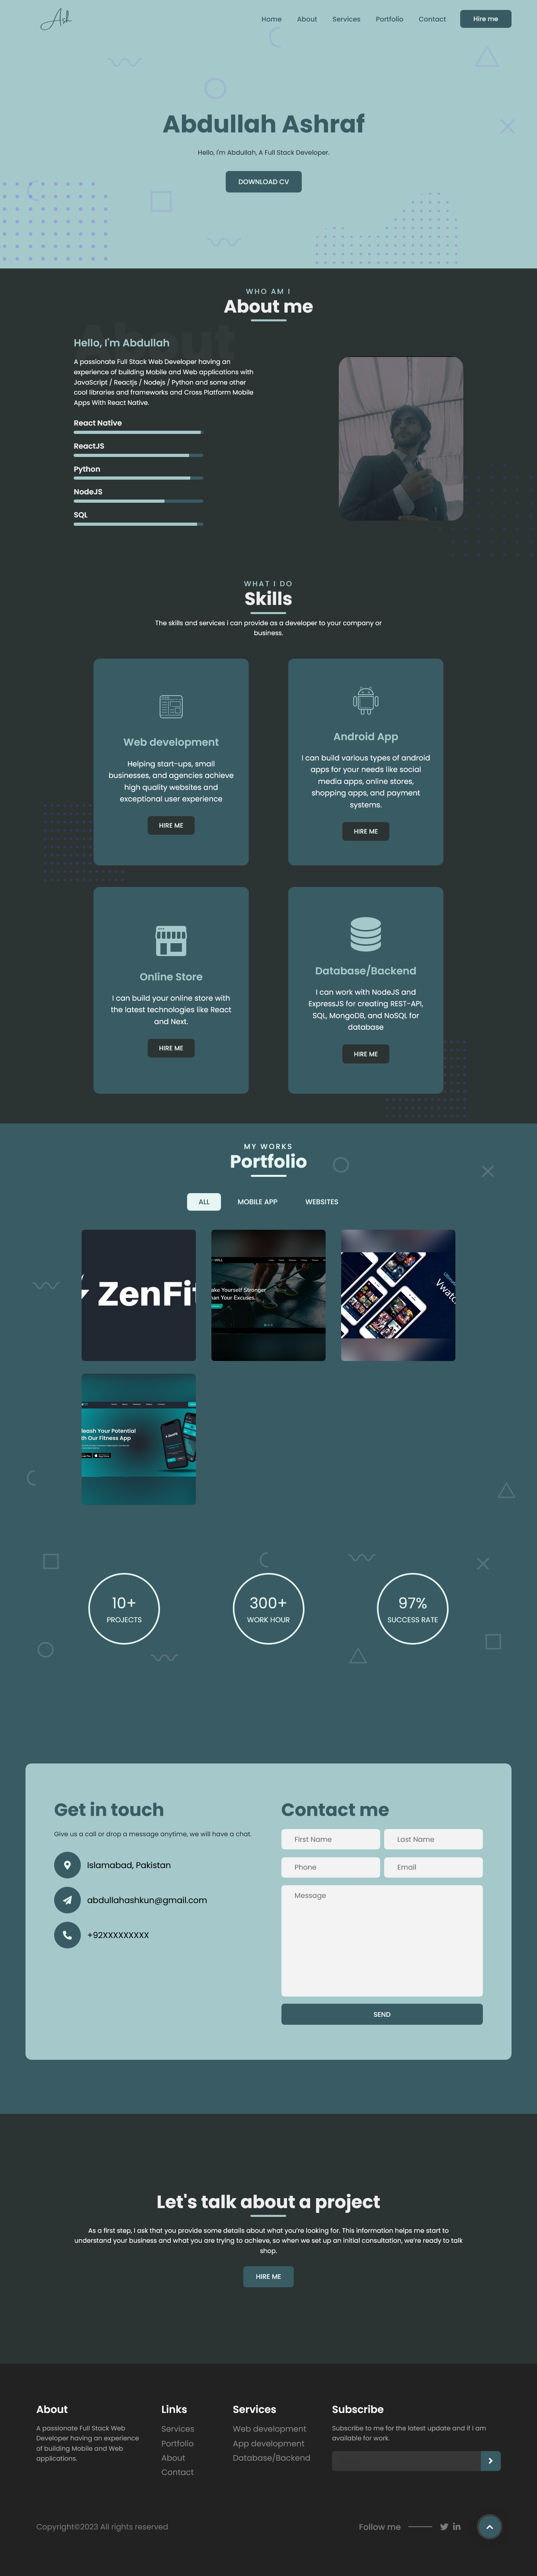 Ash
Home About Services Portfolio Contact Hire me
Abdullah Ashraf
Hello, I'm Abdullah, A Full Stack Developer.
DOWNLOAD CV
WHO AM I
About me
About
Hello, I'm Abdullah
A passionate Full Stack Web Developer having an
experience of building Mobile and Web applications with
JavaScript / Reactjs / Nodejs / Python and some other
cool libraries and frameworks and Cross Platform Mobile
Apps With React Native.
React Native
ReactJS
Python
NodeJS
SQL
WHAT I DO
Skills
The skills and services i can provide as a developer to your company or
business.
Web development
Helping start-ups, small
businesses, and agencies achieve
high quality websites and
exceptional user experience
HIRE ME
Android App
I can build various types of android
apps for your needs like social
media apps, online stores,
shopping apps, and payment
systems.
HIRE ME
Online Store
I can build your online store with
the latest technologies like React
and Next.
HIRE ME
Database/Backend
I can work with NodeJS and
ExpressJS for creating REST-API,
SQL, MongoDB, and NoSQL for
database
HIRE ME
MY WORKS
Portfolio
ALL MOBILE APP WEBSITES
ZenFi
ake Yourself Stronger
han Your Excuses.
Vwatc
leash Your Potential
th Our Fitness App
10+
PROJECTS
300+
WORK HOUR
97%
SUCCESS RATE
Get in touch
Give us a call or drop a message anytime, we will have a chat.
Islamabad, Pakistan
abdullahashkun@gmail.com
+92XXXXXXXXX
Contact me
First Name Last Name
Phone Email
Message
SEND
Let's talk about a project
As a first step, I ask that you provide some details about what you're looking for. This information helps me start to
understand your business and what you are trying to achieve, so when we set up an initial consultation, we're ready to talk
shop.
HIRE ME
About
A passionate Full Stack Web
Developer having an experience
of building Mobile and Web
applications.
Links
Services
Portfolio
About
Contact
Services
Web development
App development
Database/Backend
Subscribe
Subscribe to me for the latest update and if I am
available for work.
Copyright©2023 All rights reserved
Follow me